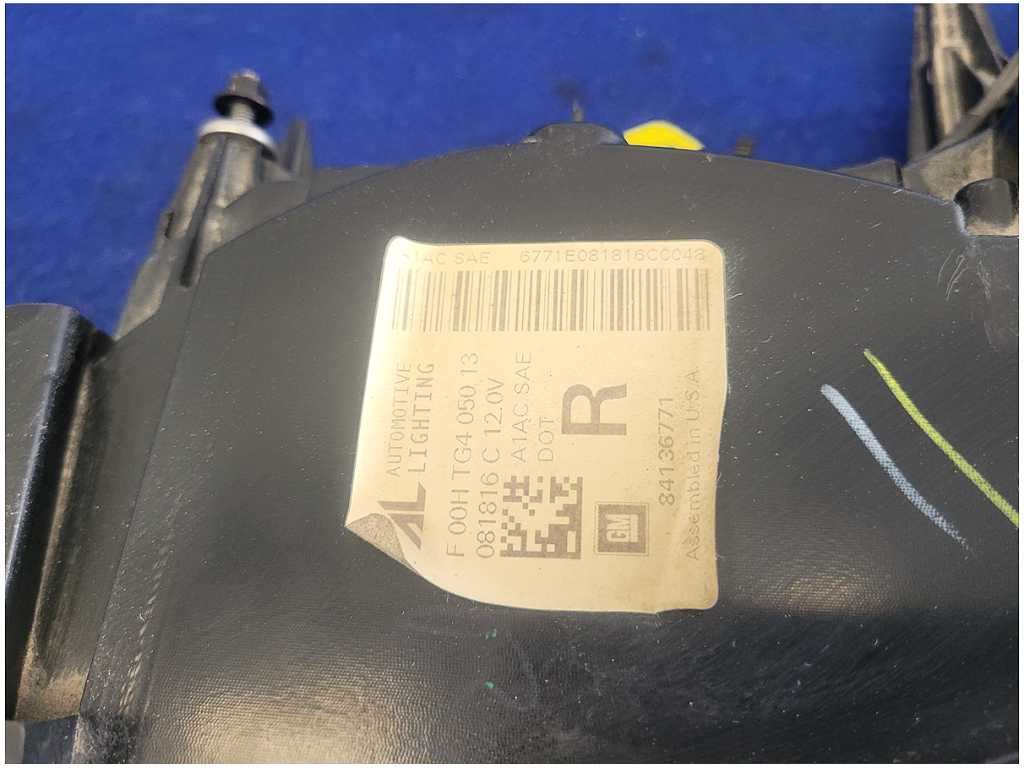 A1AC SAE 6771E081816C0048
AL AUTOMOTIVE
LIGHTING
F 00H TG4 050 13
081816 C 12.0V
A1AC SAE
DOT
R
GM
84136771
Assembled in U.S.A.